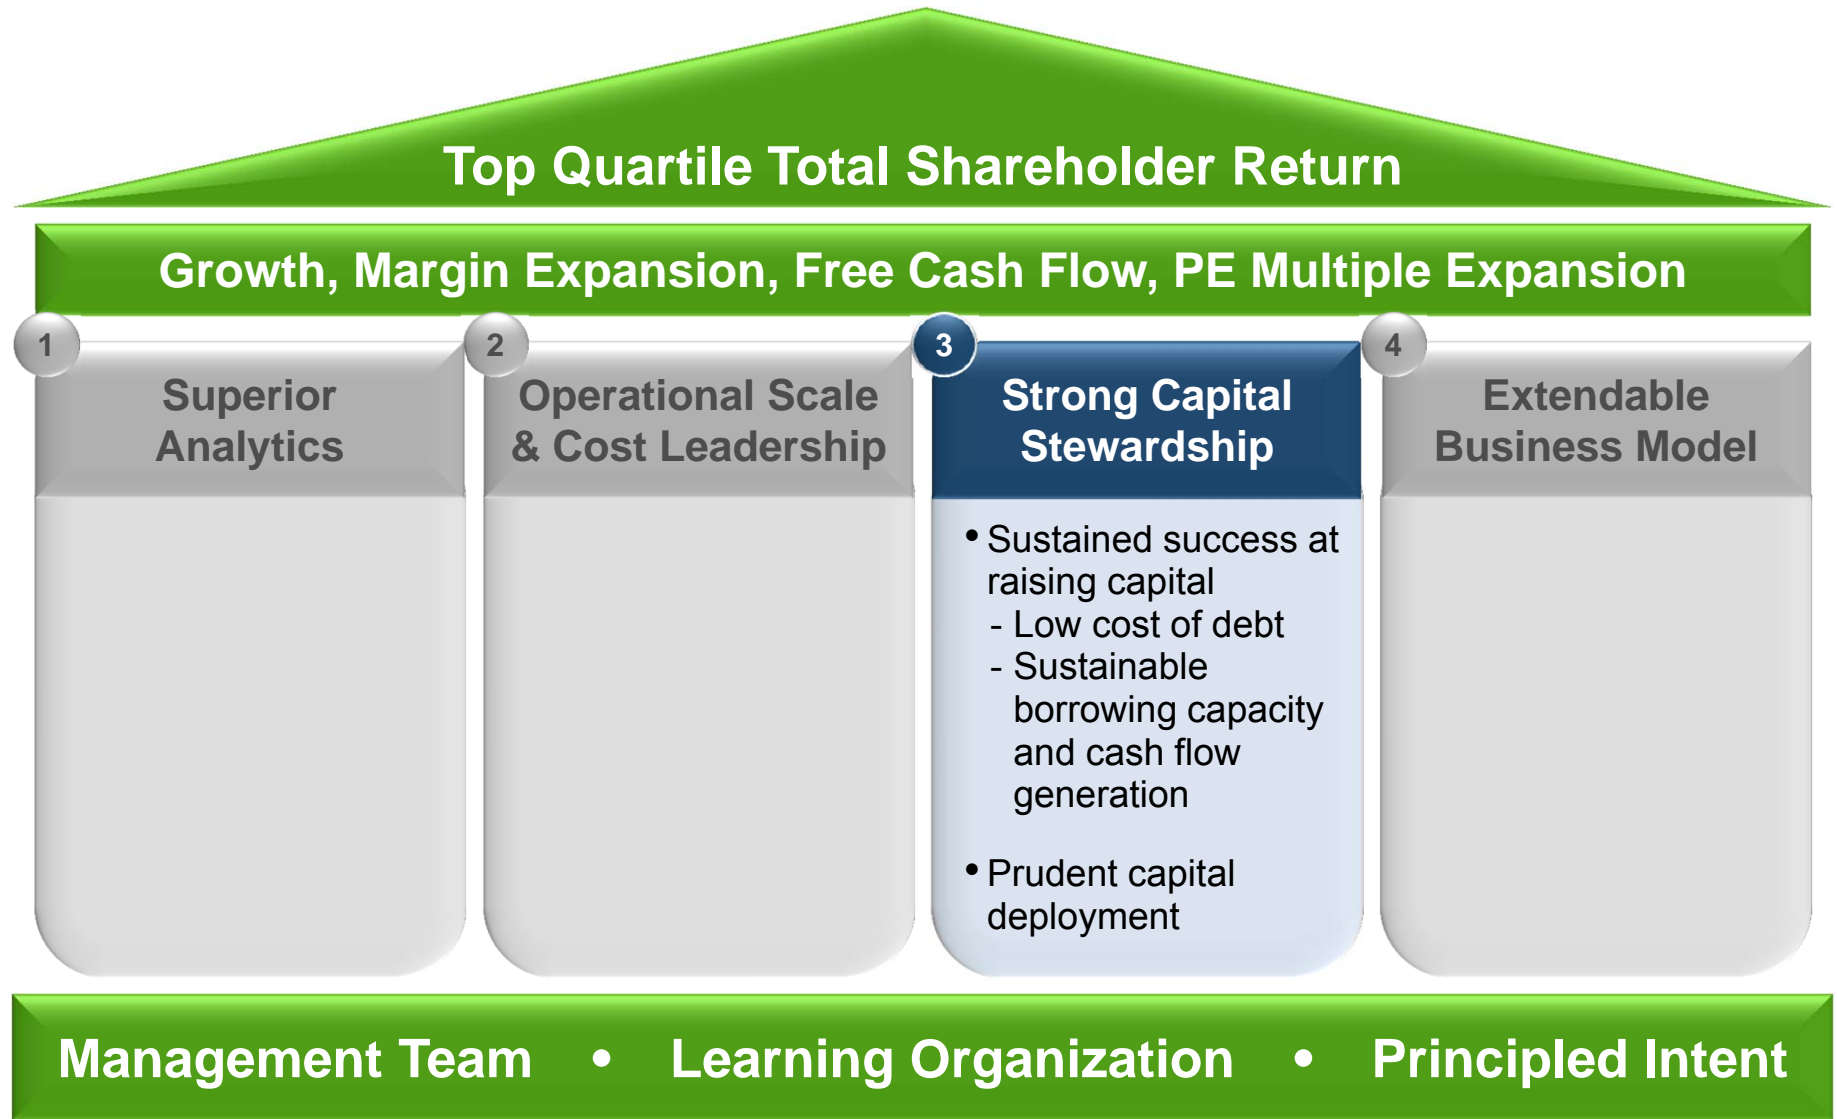 Top Quartile Total Shareholder Return
Growth, Margin Expansion, Free Cash Flow, PE Multiple Expansion
1
Superior
Analytics
2
Operational Scale
& Cost Leadership
3
Strong Capital
Stewardship
• Sustained success at
raising capital
- Low cost of debt
- Sustainable
borrowing capacity
and cash flow
generation
• Prudent capital
deployment
4
Extendable
Business Model
Management Team • Learning Organization • Principled Intent